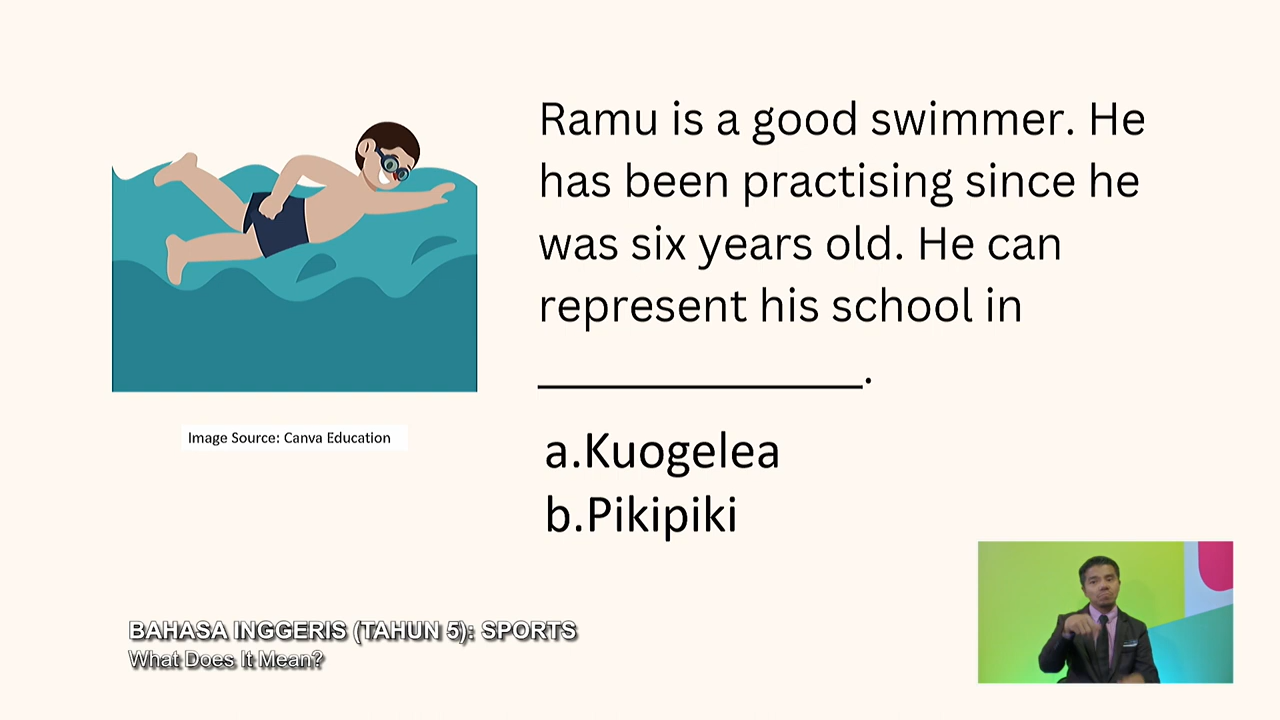 Ramu is a good swimmer. He
has been practising since he
was six years old. He can
represent his school in
______________.
a.Kuogelea
b.Pikipiki
Image Source: Canva Education
BAHASA INGGERIS (TAHUN 5): SPORTS
What Does It Mean?